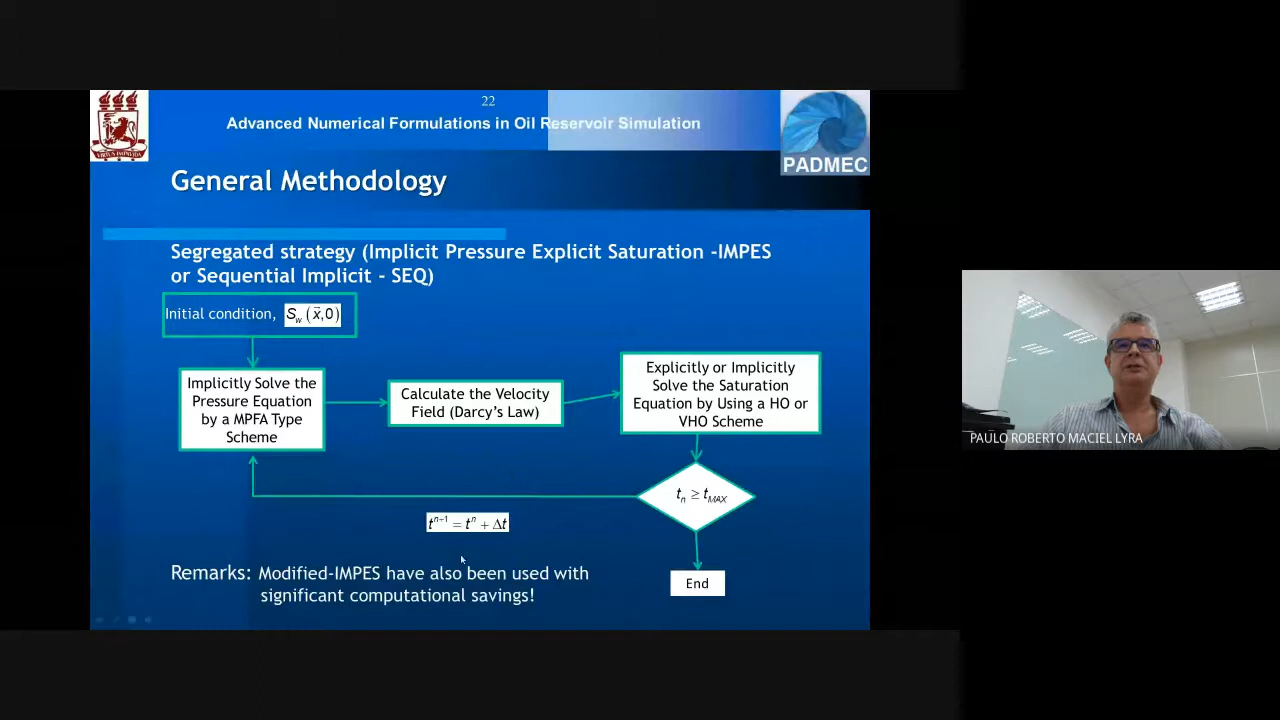 22
Advanced Numerical Formulations in Oil Reservoir Simulation
PADMEC
General Methodology
Segregated strategy (Implicit Pressure Explicit Saturation -IMPES
or Sequential Implicit - SEQ)
Initial condition, S_w (x⃗,0)
Implicitly Solve the
Pressure Equation
by a MPFA Type
Scheme
Calculate the Velocity
Field (Darcy's Law)
Explicitly or Implicitly
Solve the Saturation
Equation by Using a HO or
VHO Scheme
t_n ≥ t_MAX
t^{n+1} = t^n + Δt
End
Remarks: Modified-IMPES have also been used with
significant computational savings!
PAULO ROBERTO MACIEL LYRA
VIRTUS IMPAVIDA